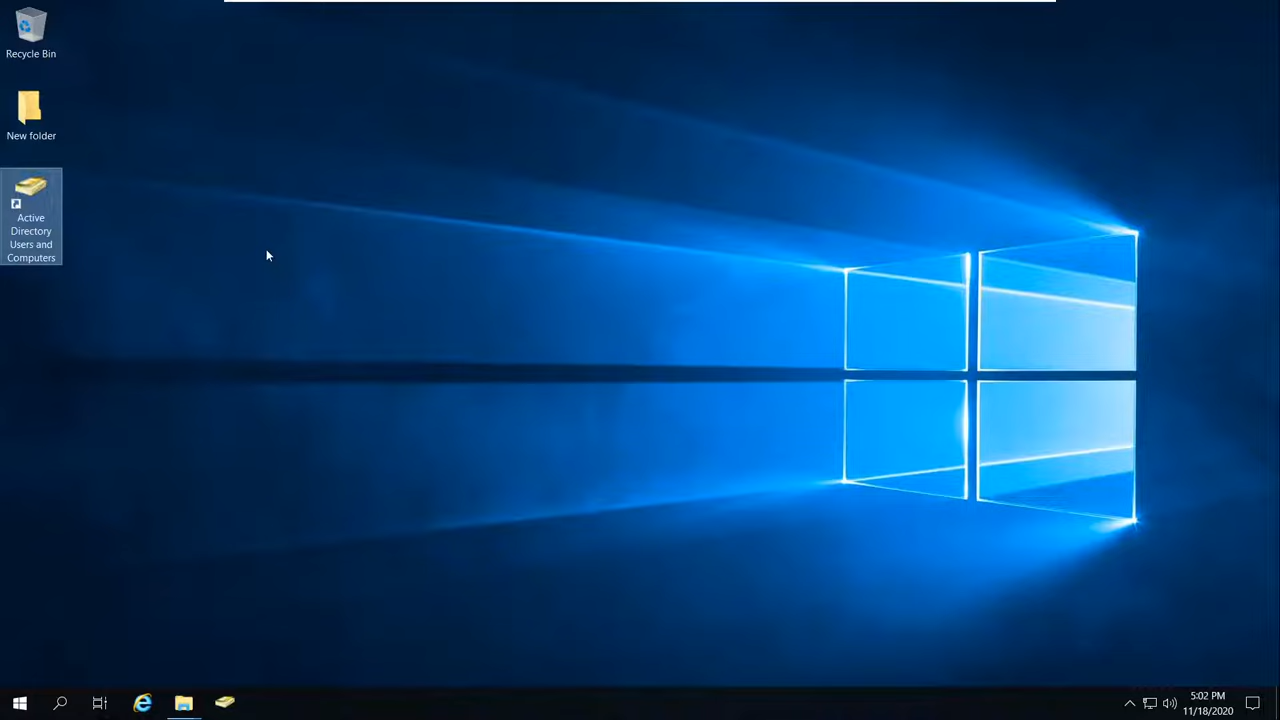 Recycle Bin
New folder
Active
Directory
Users and
Computers
5:02 PM
11/18/2020